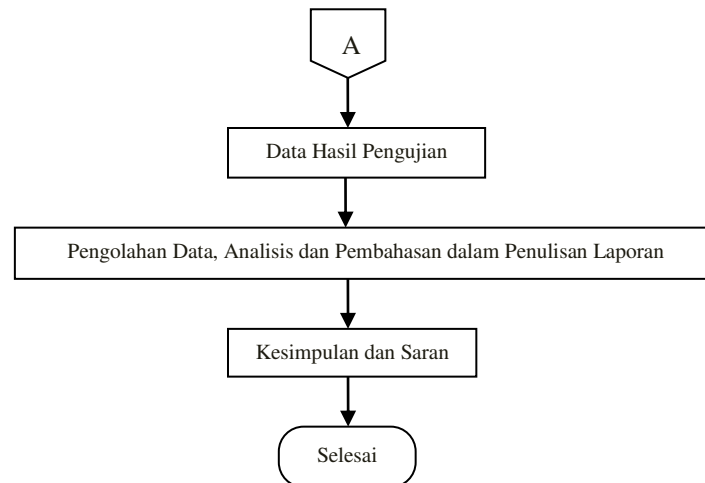 A
Data Hasil Pengujian
Pengolahan Data, Analisis dan Pembahasan dalam Penulisan Laporan
Kesimpulan dan Saran
Selesai